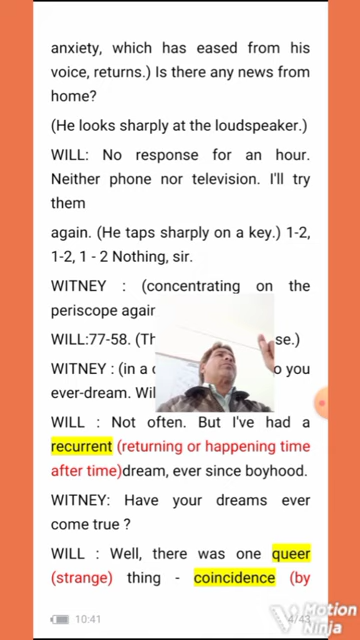 anxiety, which has eased from his
voice, returns.) Is there any news from
home?
(He looks sharply at the loudspeaker.)
WILL: No response for an hour.
Neither phone nor television. I'll try
them
again. (He taps sharply on a key.) 1-2,
1-2, 1 - 2 Nothing, sir.
WITNEY : (concentrating on the
periscope again
WILL:77-58. (Th se.)
WITNEY : (in a you
ever-dream. Wil
WILL : Not often. But I've had a
recurrent (returning or happening time
after time)dream, ever since boyhood.
WITNEY: Have your dreams ever
come true ?
WILL : Well, there was one queer
(strange) thing - coincidence (by
10:41
4/43
Motion
Ninja